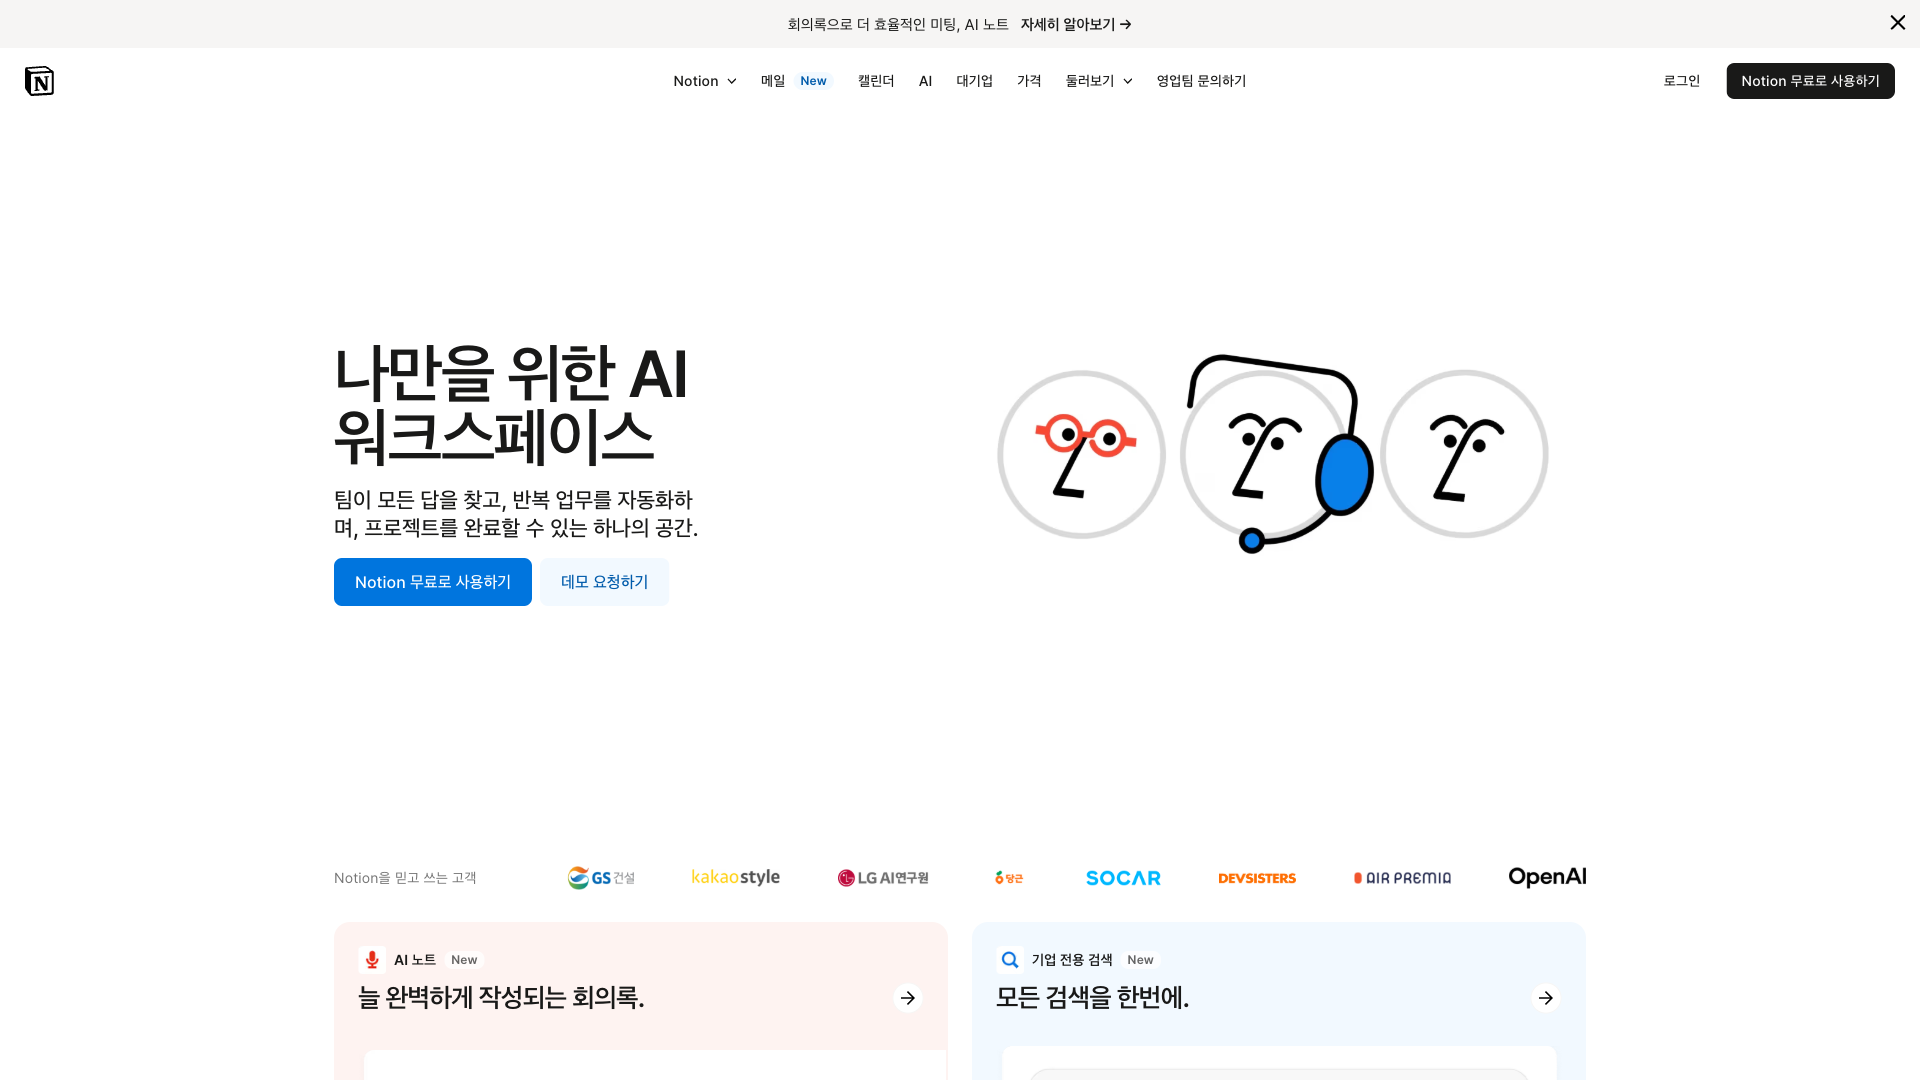 회의록으로 더 효율적인 미팅, AI 노트 자세히 알아보기 →
N
Notion 메일 New 캘린더 AI 대기업 가격 둘러보기 영업팀 문의하기 로그인 Notion 무료로 사용하기
나만을 위한 AI
워크스페이스
팀이 모든 답을 찾고, 반복 업무를 자동화하
며, 프로젝트를 완료할 수 있는 하나의 공간.
Notion 무료로 사용하기 데모 요청하기
Notion을 믿고 쓰는 고객 GS건설 kakaostyle LG AI연구원 당근 SOCAR DEVSISTERS AIR PREMIA OpenAI
AI 노트 New
늘 완벽하게 작성되는 회의록.
기업 전용 검색 New
모든 검색을 한번에.